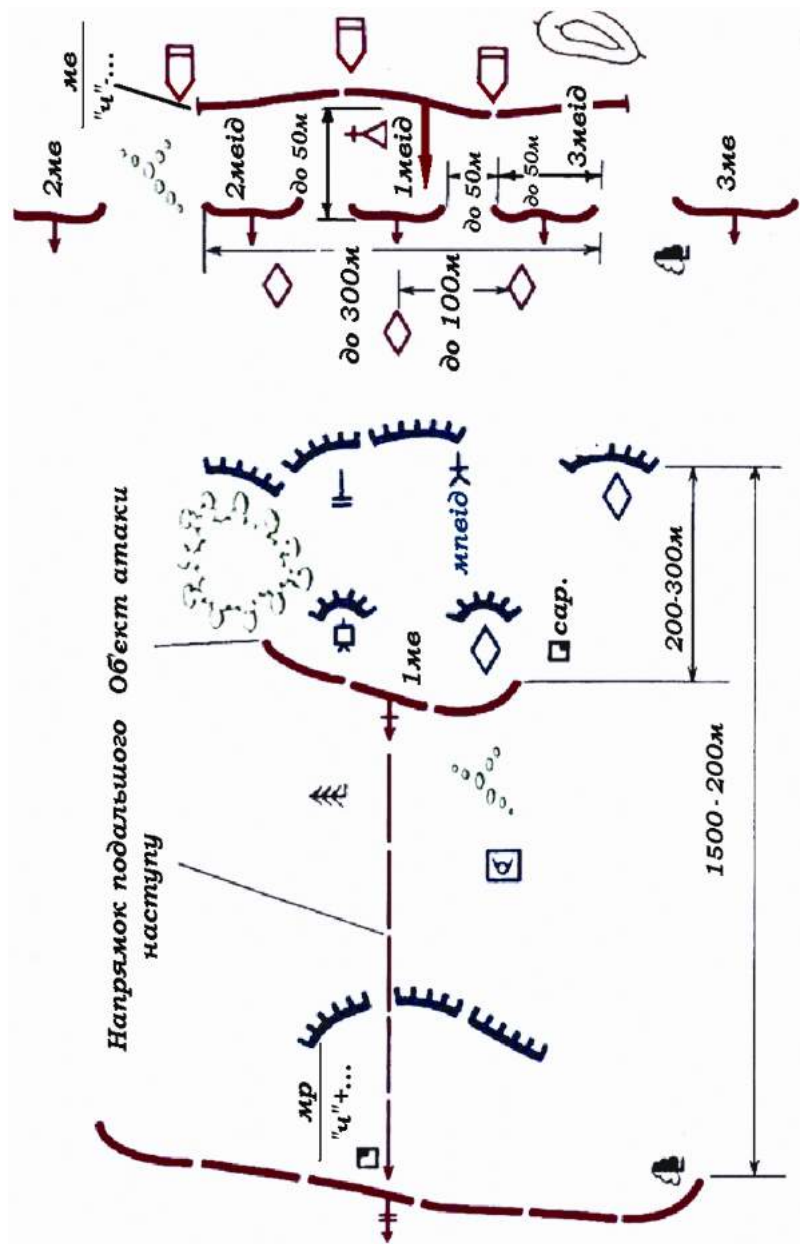 мв
"ч"-...
2мв
2мвід
до 50м
1мвід
до 50м
до 50м
3мвід
3мв
до 300м
до 100м
Об'єкт атаки
мпвід
1мв
сар.
200-300м
Напрямок подальшого
наступу
1500 - 200м
мр
"ч"+...